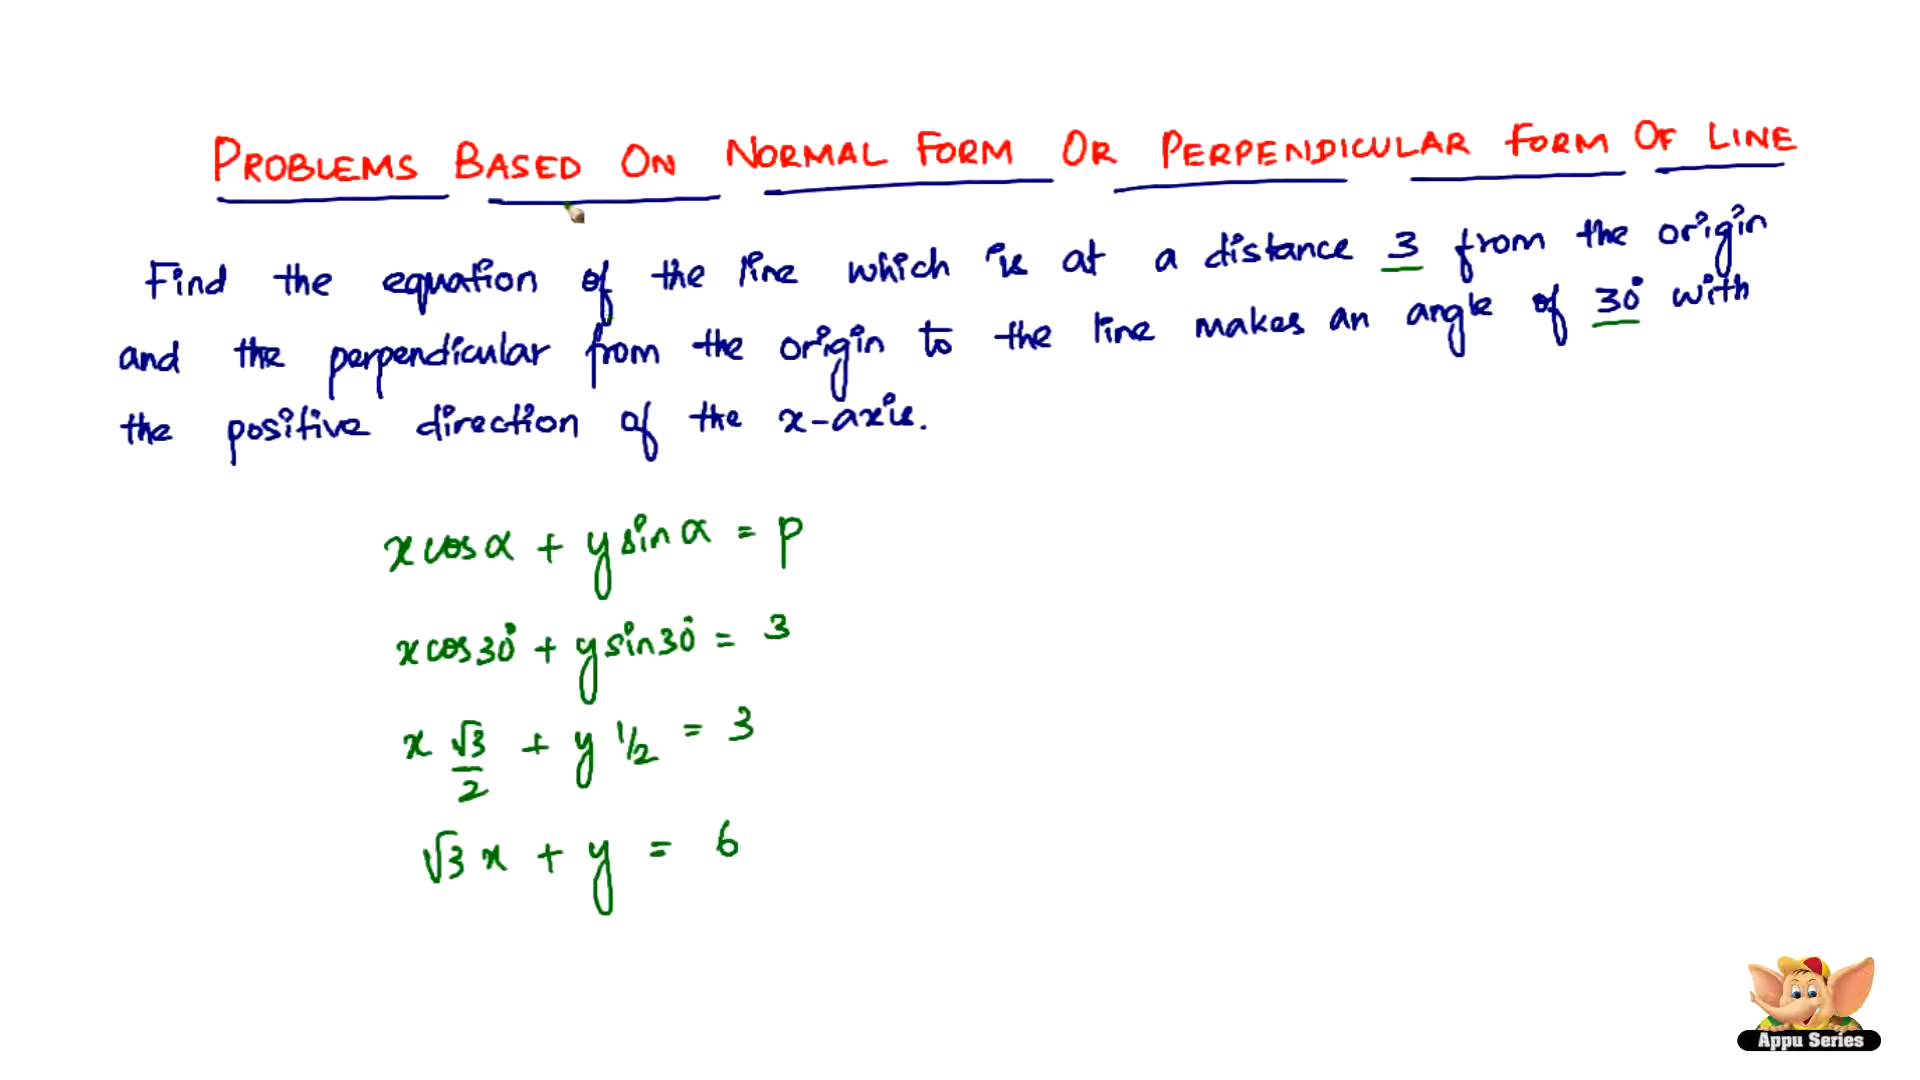 PROBLEMS BASED ON NORMAL FORM OR PERPENDICULAR FORM OF LINE
Find the equation of the line which is at a distance 3 from the origin
and the perpendicular from the origin to the line makes an angle of 30° with
the positive direction of the x-axis.
x cos α + y sin α = p
x cos 30° + y sin 30° = 3
x √3/2 + y 1/2 = 3
√3 x + y = 6
Appu Series